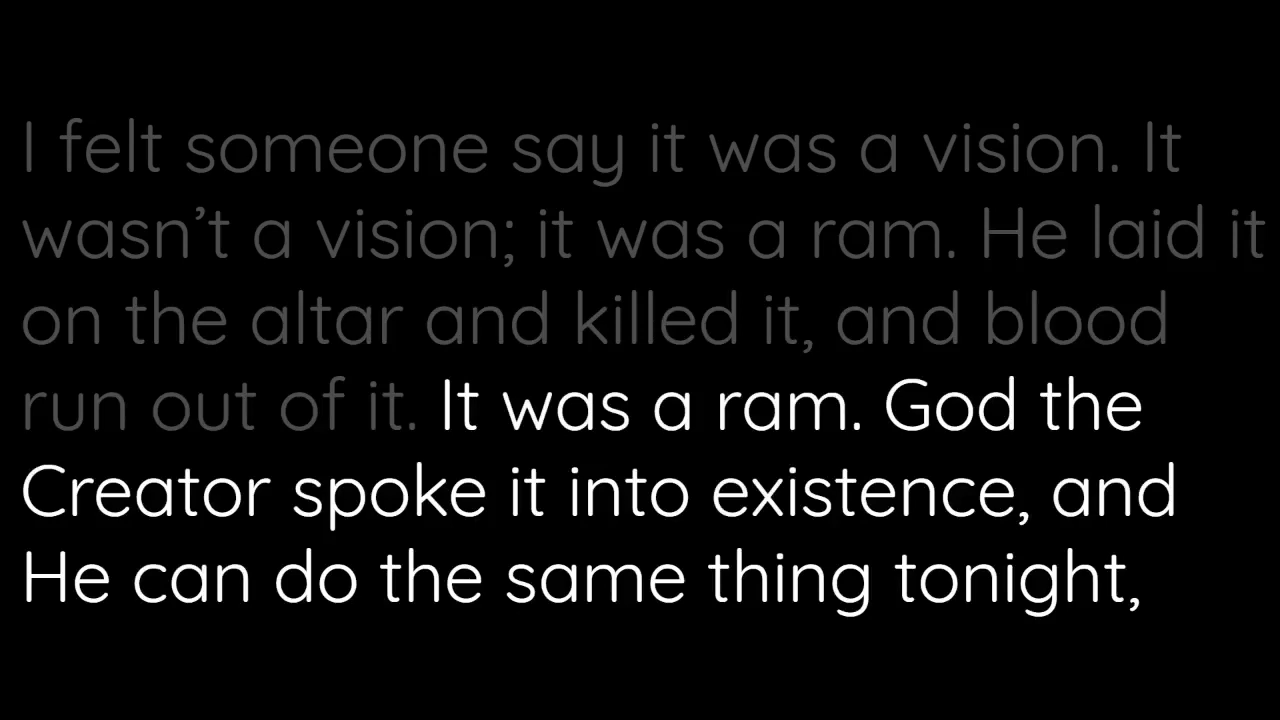 I felt someone say it was a vision. It
wasn’t a vision; it was a ram. He laid it
on the altar and killed it, and blood
run out of it. It was a ram. God the
Creator spoke it into existence, and
He can do the same thing tonight,